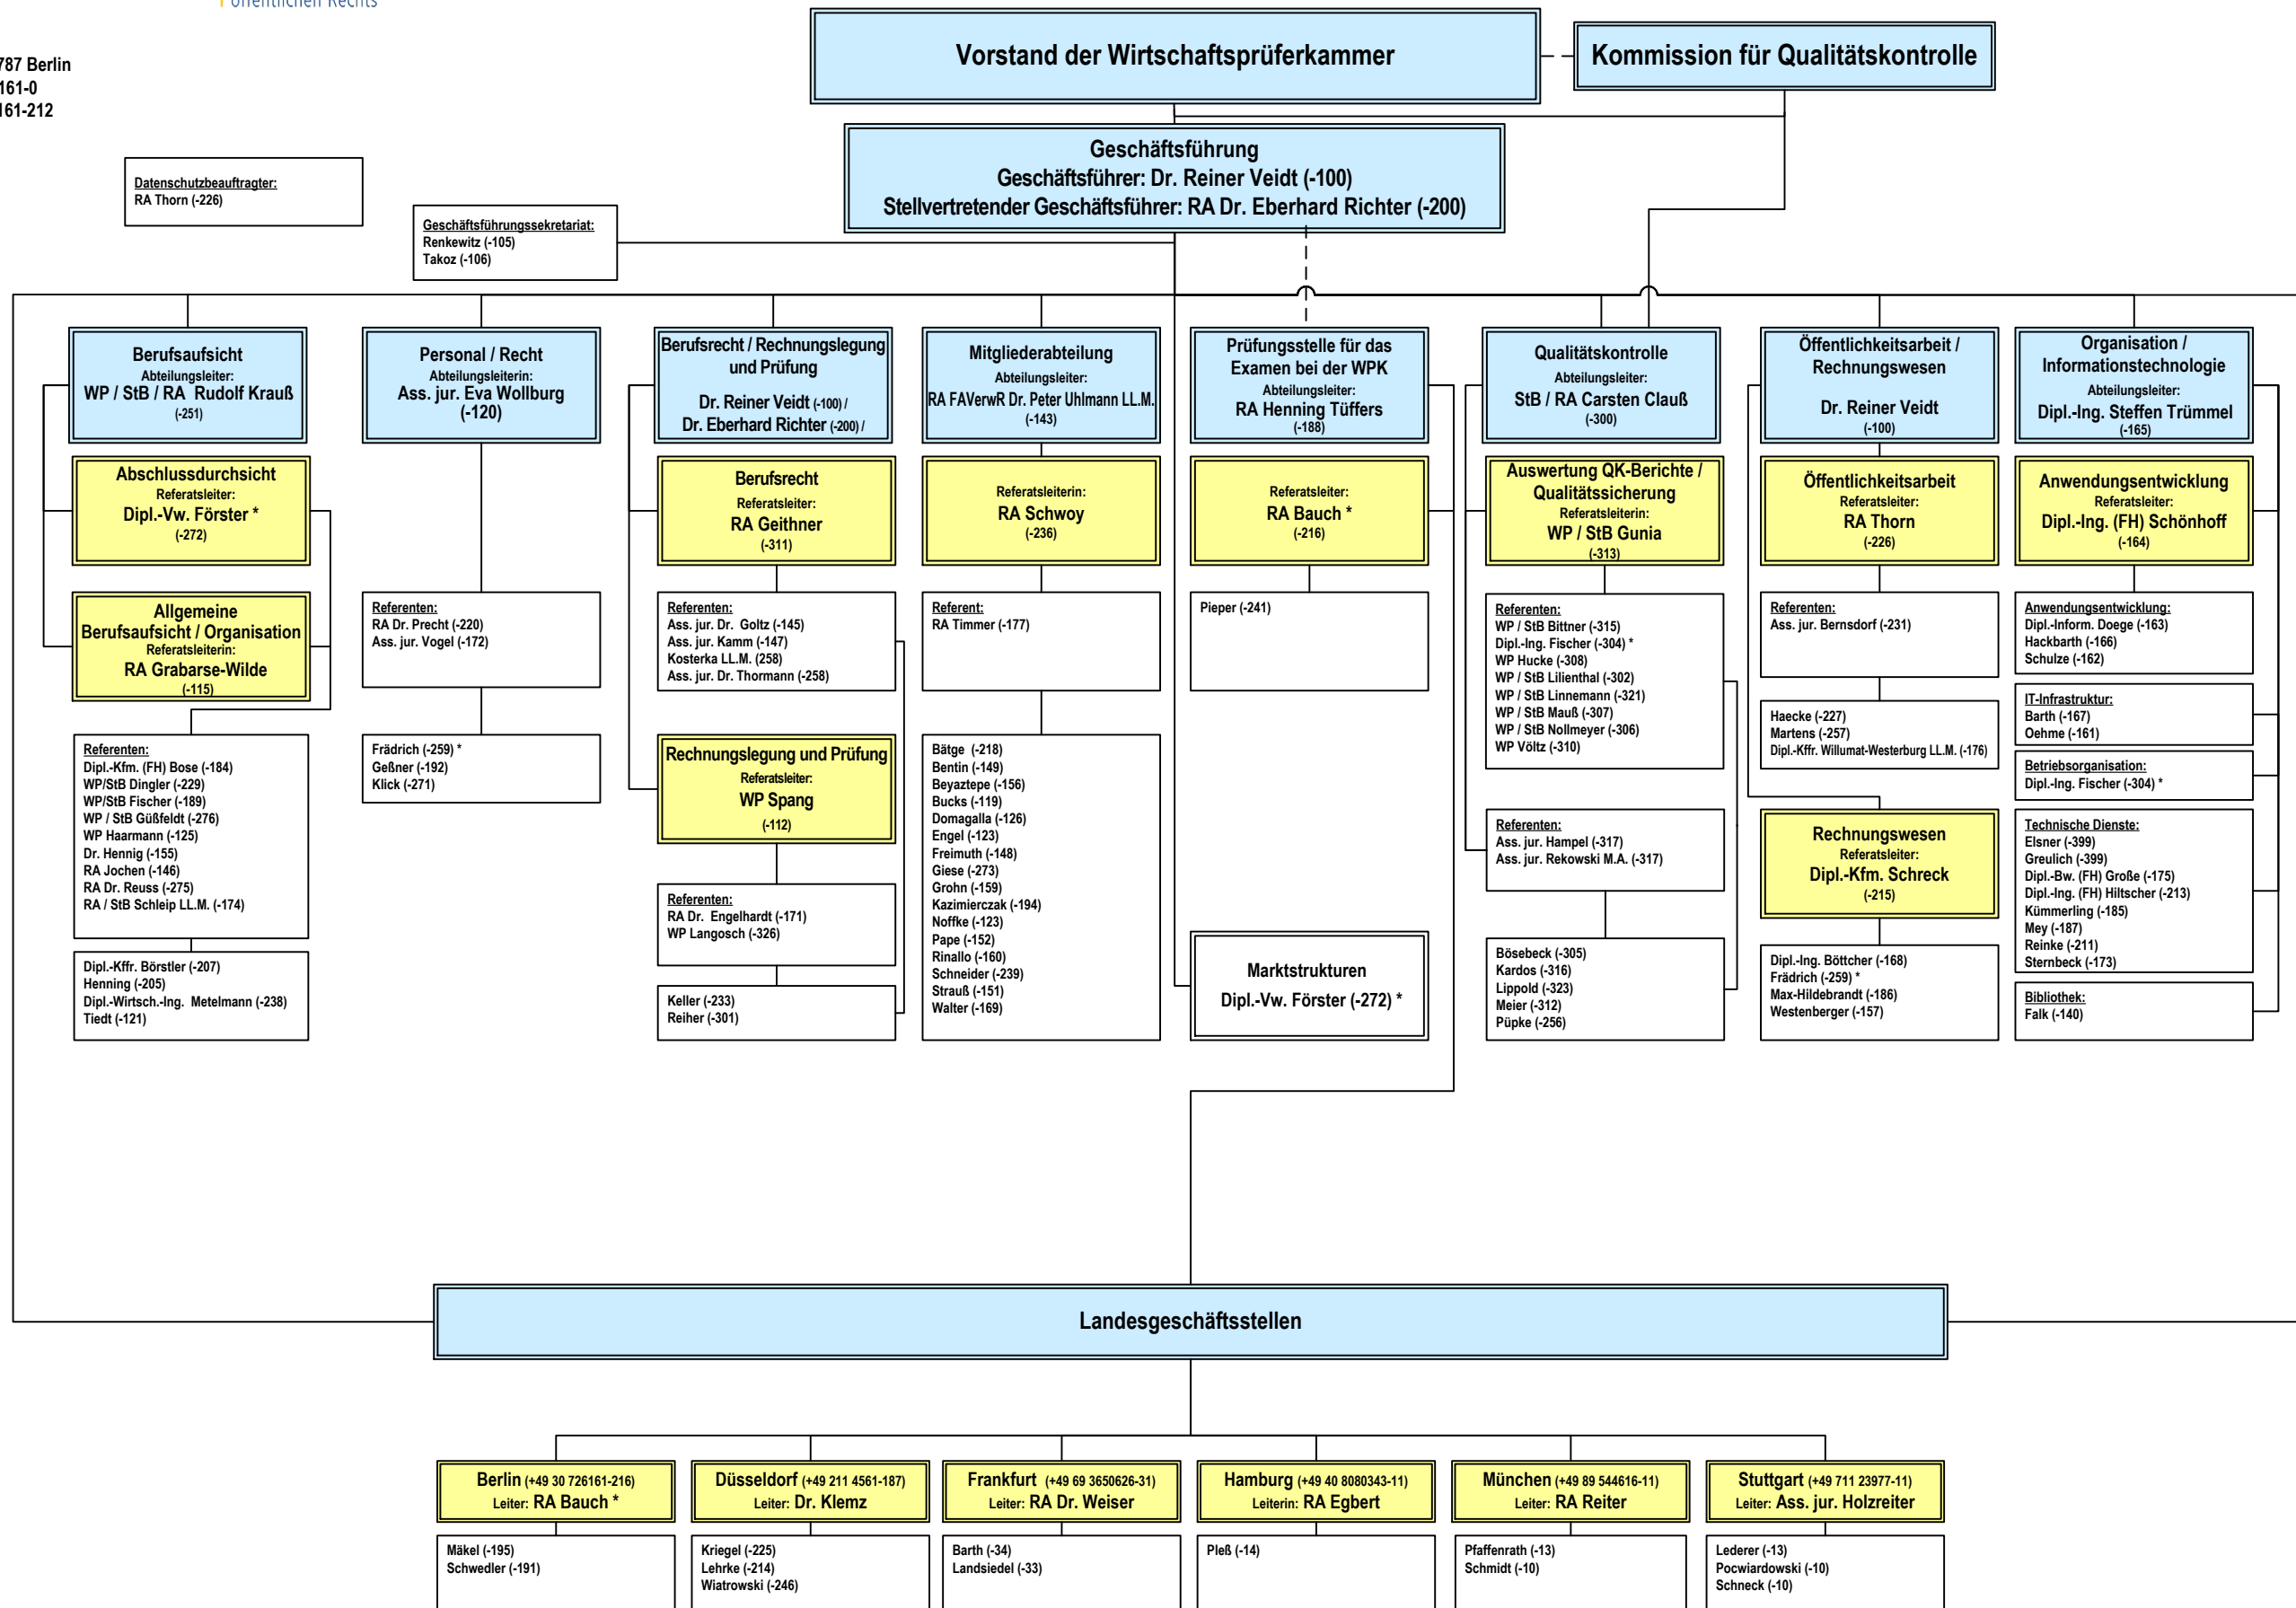 öffentlichen Rechts
787 Berlin
161-0
161-212
Vorstand der Wirtschaftsprüferkammer
Kommission für Qualitätskontrolle
Geschäftsführung
Geschäftsführer: Dr. Reiner Veidt (-100)
Stellvertretender Geschäftsführer: RA Dr. Eberhard Richter (-200)
Datenschutzbeauftragter:
RA Thorn (-226)
Geschäftsführungssekretariat:
Renkewitz (-105)
Takoz (-106)
Berufsaufsicht
Abteilungsleiter:
WP / StB / RA Rudolf Krauß
(-251)
Abschlussdurchsicht
Referatsleiter:
Dipl.-Vw. Förster *
(-272)
Allgemeine
Berufsaufsicht / Organisation
Referatsleiterin:
RA Grabarse-Wilde
(-115)
Referenten:
Dipl.-Kfm. (FH) Bose (-184)
WP/StB Dingler (-229)
WP/StB Fischer (-189)
WP / StB Güßfeldt (-276)
WP Haarmann (-125)
Dr. Hennig (-155)
RA Jochen (-146)
RA Dr. Reuss (-275)
RA / StB Schleip LL.M. (-174)
Dipl.-Kffr. Börstler (-207)
Henning (-205)
Dipl.-Wirtsch.-Ing. Metelmann (-238)
Tiedt (-121)
Personal / Recht
Abteilungsleiterin:
Ass. jur. Eva Wollburg
(-120)
Referenten:
RA Dr. Precht (-220)
Ass. jur. Vogel (-172)
Frädrich (-259) *
Geßner (-192)
Klick (-271)
Berufsrecht / Rechnungslegung
und Prüfung
Dr. Reiner Veidt (-100) /
Dr. Eberhard Richter (-200) /
Berufsrecht
Referatsleiter:
RA Geithner
(-311)
Referenten:
Ass. jur. Dr. Goltz (-145)
Ass. jur. Kamm (-147)
Kosterka LL.M. (258)
Ass. jur. Dr. Thormann (-258)
Rechnungslegung und Prüfung
Referatsleiter:
WP Spang
(-112)
Referenten:
RA Dr. Engelhardt (-171)
WP Langosch (-326)
Keller (-233)
Reiher (-301)
Mitgliederabteilung
Abteilungsleiter:
RA FAVerwR Dr. Peter Uhlmann LL.M.
(-143)
Referatsleiterin:
RA Schwoy
(-236)
Referent:
RA Timmer (-177)
Bätge (-218)
Bentin (-149)
Beyaztepe (-156)
Bucks (-119)
Domagalla (-126)
Engel (-123)
Freimuth (-148)
Giese (-273)
Grohn (-159)
Kazimierczak (-194)
Noffke (-123)
Pape (-152)
Rinallo (-160)
Schneider (-239)
Strauß (-151)
Walter (-169)
Prüfungsstelle für das
Examen bei der WPK
Abteilungsleiter:
RA Henning Tüffers
(-188)
Referatsleiter:
RA Bauch *
(-216)
Pieper (-241)
Marktstrukturen
Dipl.-Vw. Förster (-272) *
Qualitätskontrolle
Abteilungsleiter:
StB / RA Carsten Clauß
(-300)
Auswertung QK-Berichte /
Qualitätssicherung
Referatsleiterin:
WP / StB Gunia
(-313)
Referenten:
WP / StB Bittner (-315)
Dipl.-Ing. Fischer (-304) *
WP Hucke (-308)
WP / StB Lilienthal (-302)
WP / StB Linnemann (-321)
WP / StB Mauß (-307)
WP / StB Nollmeyer (-306)
WP Völtz (-310)
Referenten:
Ass. jur. Hampel (-317)
Ass. jur. Rekowski M.A. (-317)
Bösebeck (-305)
Kardos (-316)
Lippold (-323)
Meier (-312)
Püpke (-256)
Öffentlichkeitsarbeit /
Rechnungswesen
Dr. Reiner Veidt
(-100)
Öffentlichkeitsarbeit
Referatsleiter:
RA Thorn
(-226)
Referenten:
Ass. jur. Bernsdorf (-231)
Haecke (-227)
Martens (-257)
Dipl.-Kffr. Willumat-Westerburg LL.M. (-176)
Rechnungswesen
Referatsleiter:
Dipl.-Kfm. Schreck
(-215)
Dipl.-Ing. Böttcher (-168)
Frädrich (-259) *
Max-Hildebrandt (-186)
Westenberger (-157)
Organisation /
Informationstechnologie
Abteilungsleiter:
Dipl.-Ing. Steffen Trümmel
(-165)
Anwendungsentwicklung
Referatsleiter:
Dipl.-Ing. (FH) Schönhoff
(-164)
Anwendungsentwicklung:
Dipl.-Inform. Doege (-163)
Hackbarth (-166)
Schulze (-162)
IT-Infrastruktur:
Barth (-167)
Oehme (-161)
Betriebsorganisation:
Dipl.-Ing. Fischer (-304) *
Technische Dienste:
Elsner (-399)
Greulich (-399)
Dipl.-Bw. (FH) Große (-175)
Dipl.-Ing. (FH) Hiltscher (-213)
Kümmerling (-185)
Mey (-187)
Reinke (-211)
Sternbeck (-173)
Bibliothek:
Falk (-140)
Landesgeschäftsstellen
Berlin (+49 30 726161-216)
Leiter: RA Bauch *
Mäkel (-195)
Schwedler (-191)
Düsseldorf (+49 211 4561-187)
Leiter: Dr. Klemz
Kriegel (-225)
Lehrke (-214)
Wiatrowski (-246)
Frankfurt (+49 69 3650626-31)
Leiter: RA Dr. Weiser
Barth (-34)
Landsiedel (-33)
Hamburg (+49 40 8080343-11)
Leiterin: RA Egbert
Pleß (-14)
München (+49 89 544616-11)
Leiter: RA Reiter
Pfaffenrath (-13)
Schmidt (-10)
Stuttgart (+49 711 23977-11)
Leiter: Ass. jur. Holzreiter
Lederer (-13)
Pocwiardowski (-10)
Schneck (-10)